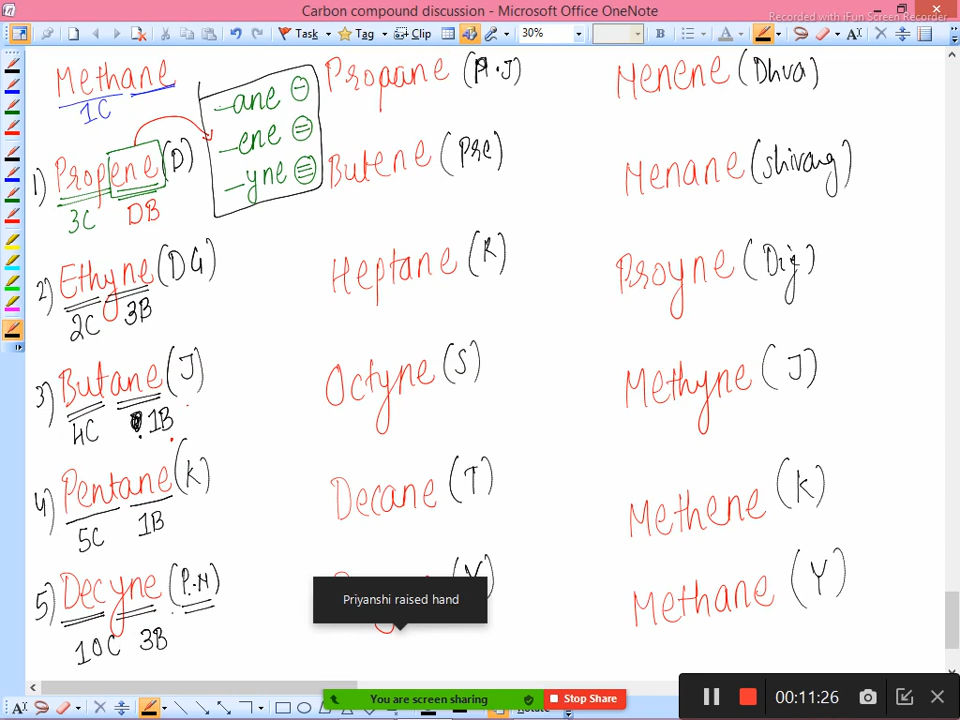 Carbon compound discussion - Microsoft Office OneNote
Recorded with iFun Screen Recorder
Task Tag Clip 30% B A
Methane
1C
-ane
-ene
-yne
1) Propene (D)
3C DB
2) Ethyne (DG)
2C 3B
3) Butane (J)
4C 1B
4) Pentane (K)
5C 1B
5) Decyne (P.N)
10C 3B
Propane (P.J)
Butene (Pre)
Heptane (R)
Octyne (S)
Decane (T)
(Y)
Menene (Dhva)
Menane (Shivang)
Proyne (Dij)
Methyne (J)
Methene (K)
Methane (Y)
Priyanshi raised hand
You are screen sharing Stop Share
00:11:26